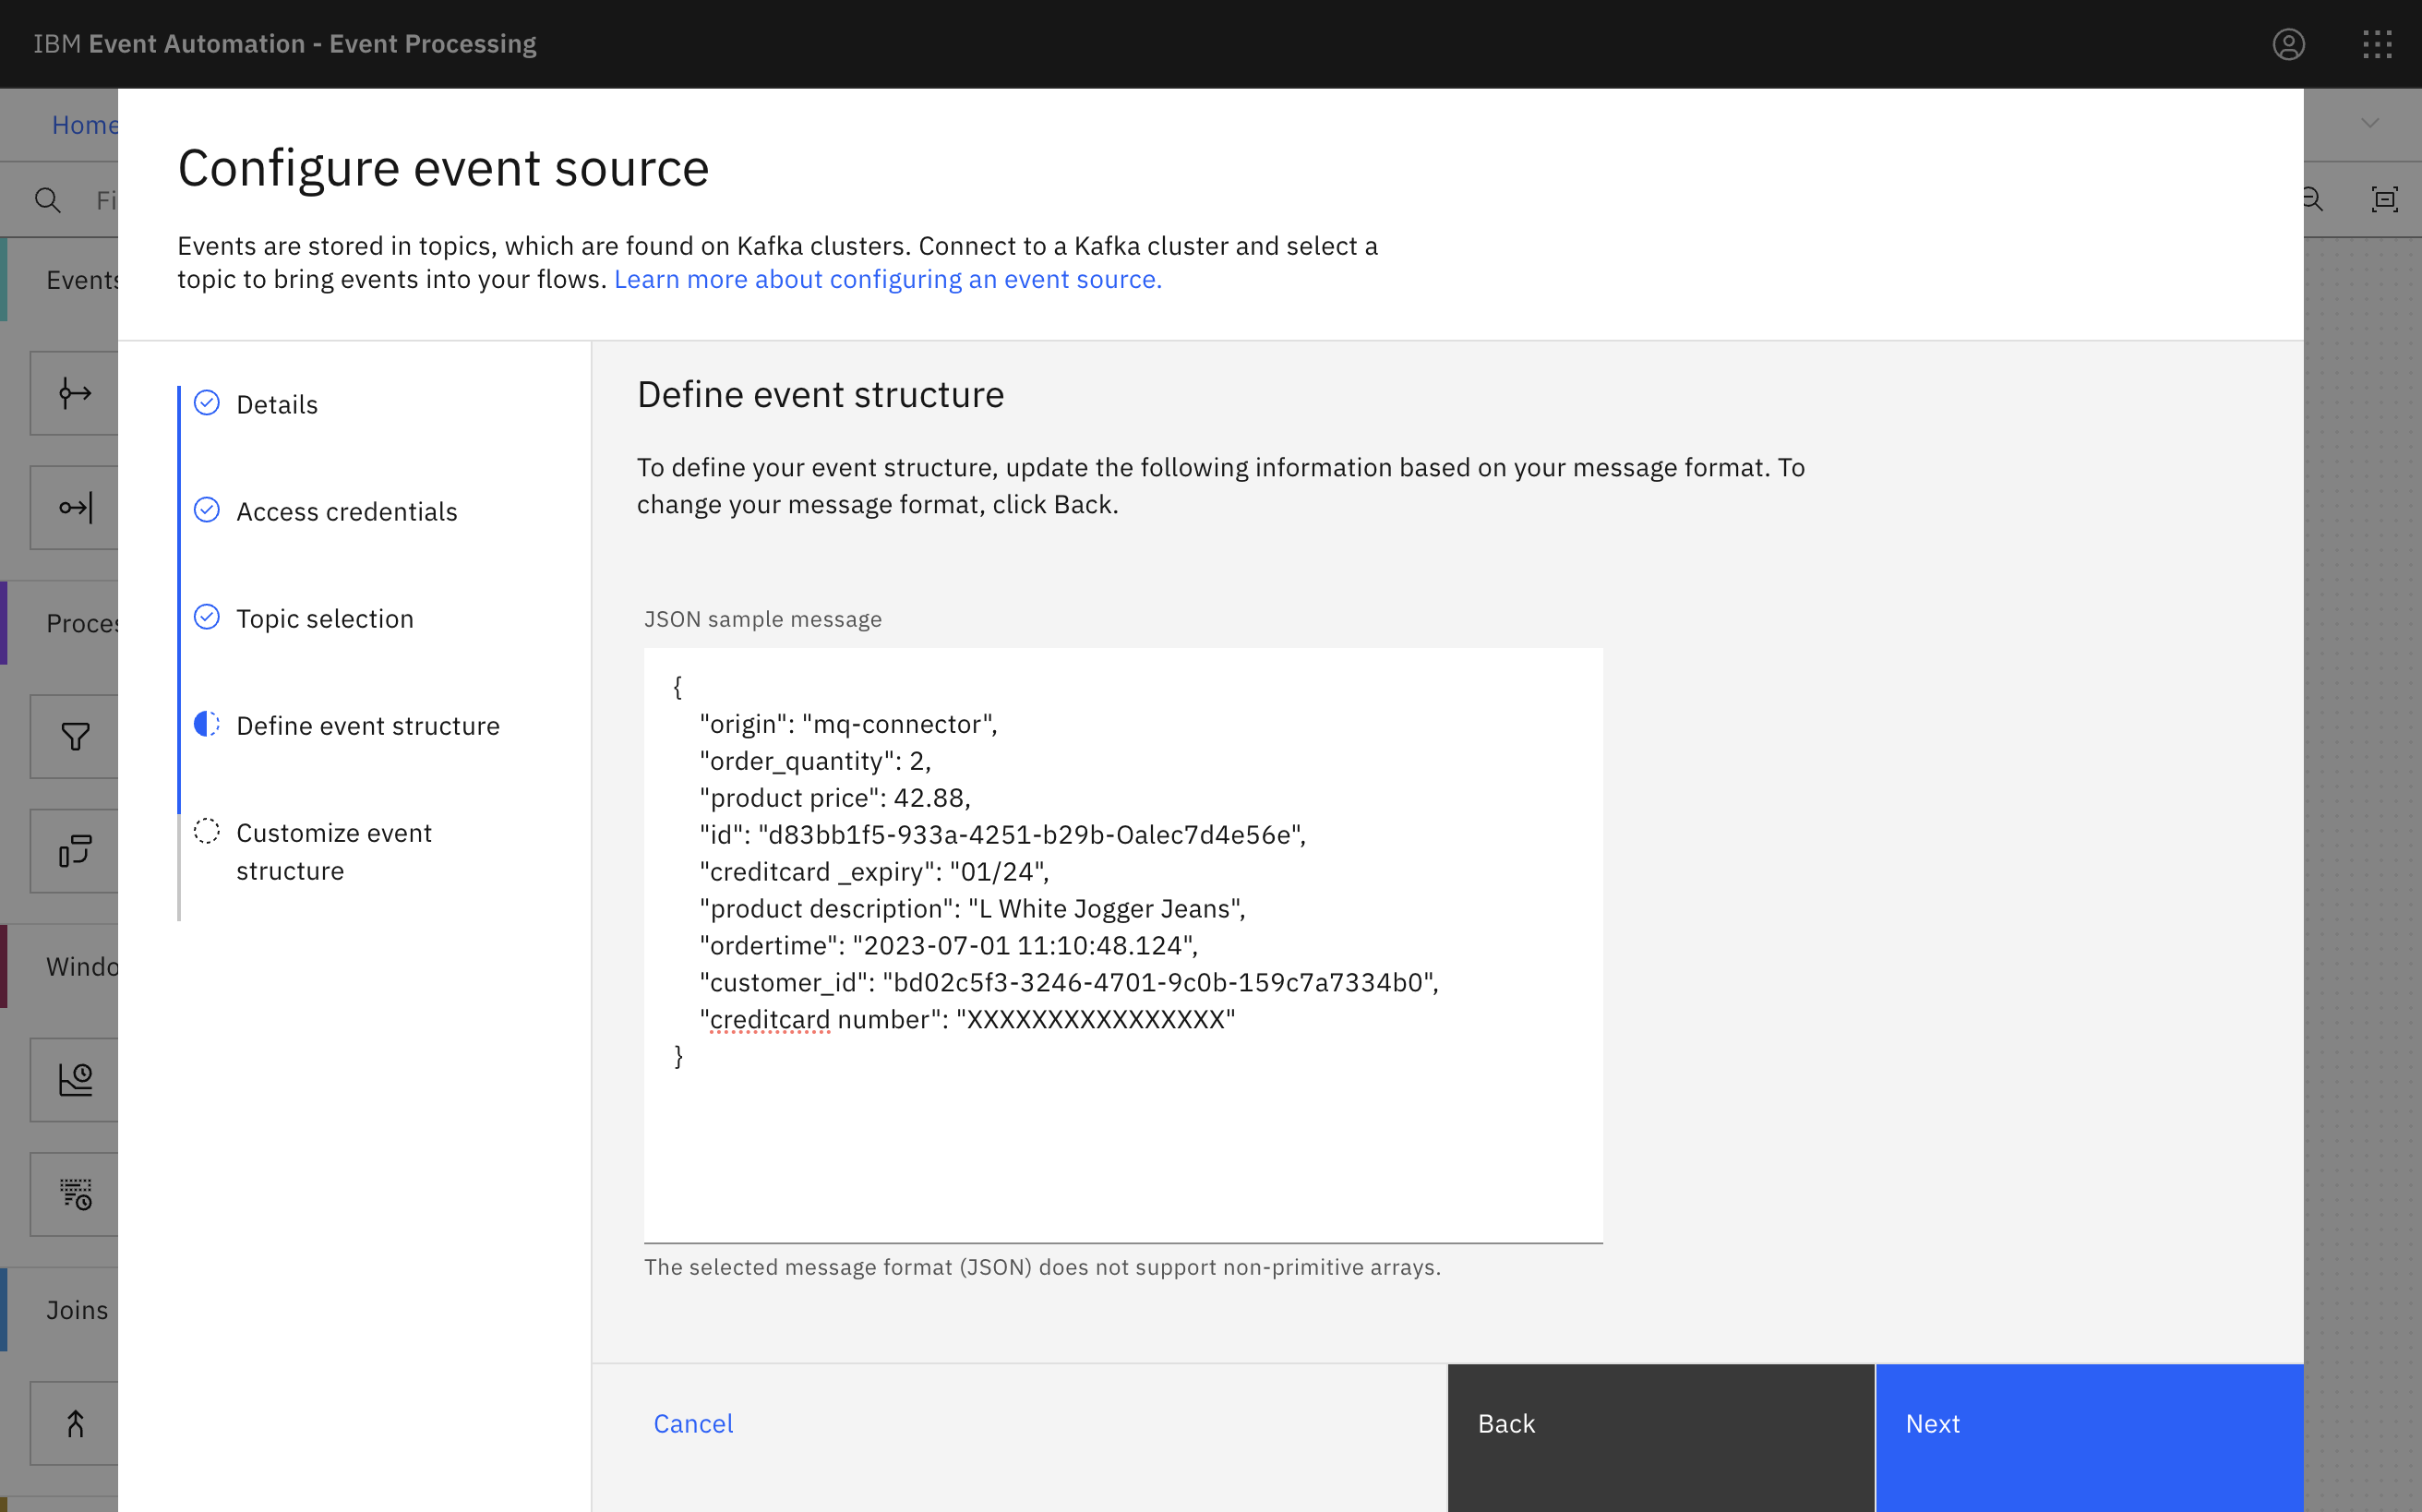 IBM Event Automation - Event Processing
Home
Configure event source
Fi
Events are stored in topics, which are found on Kafka clusters. Connect to a Kafka cluster and select a
topic to bring events into your flows. Learn more about configuring an event source.
Events
Proces
Windo
Joins
Details
Access credentials
Topic selection
Define event structure
Customize event
structure
Define event structure
To define your event structure, update the following information based on your message format. To
change your message format, click Back.
JSON sample message
{
"origin": "mq-connector",
"order_quantity": 2,
"product price": 42.88,
"id": "d83bb1f5-933a-4251-b29b-Oalec7d4e56e",
"creditcard _expiry": "01/24",
"product description": "L White Jogger Jeans",
"ordertime": "2023-07-01 11:10:48.124",
"customer_id": "bd02c5f3-3246-4701-9c0b-159c7a7334b0",
"creditcard number": "XXXXXXXXXXXXXXXX"
}
The selected message format (JSON) does not support non-primitive arrays.
Cancel
Back
Next